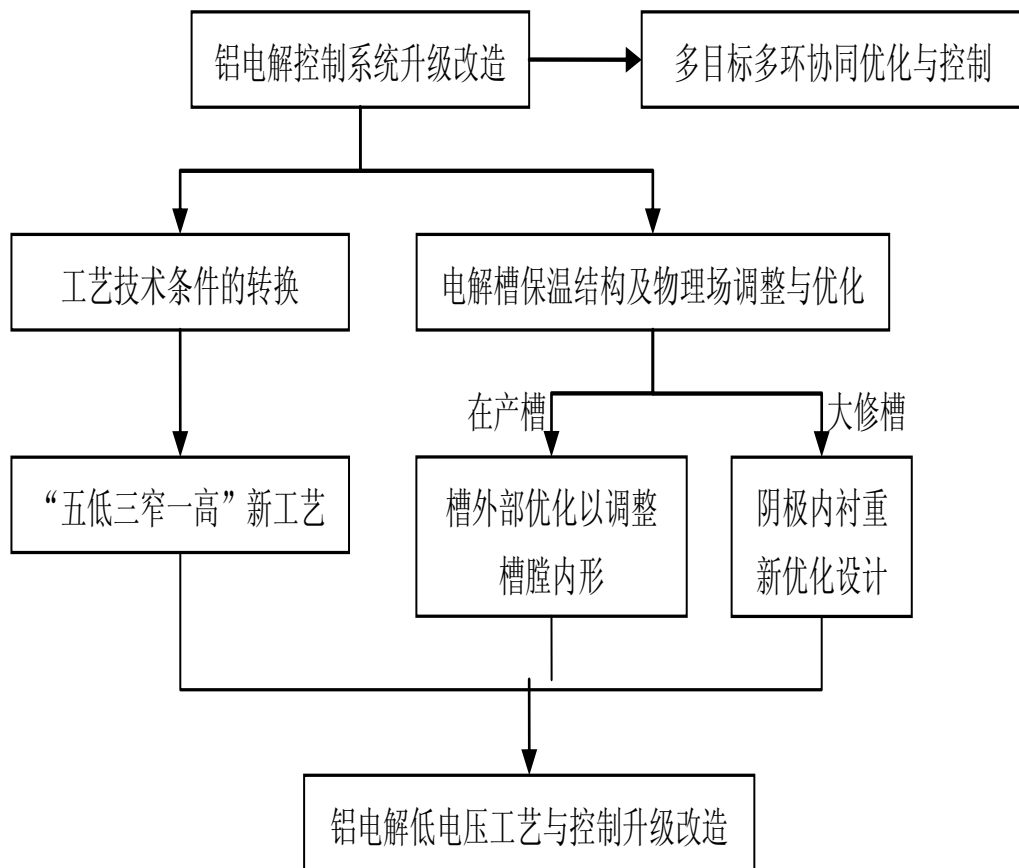 铝电解控制系统升级改造
多目标多环协同优化与控制
工艺技术条件的转换
电解槽保温结构及物理场调整与优化
在产槽
大修槽
“五低三窄一高”新工艺
槽外部优化以调整
槽膛内形
阴极内衬重
新优化设计
铝电解低电压工艺与控制升级改造